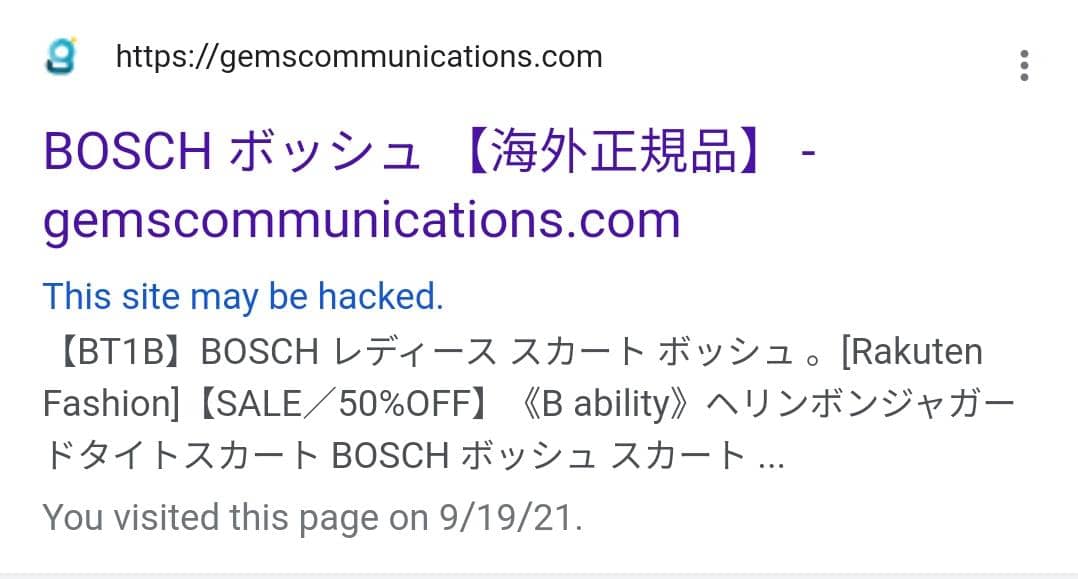 https://gemscommunications.com
BOSCH ボッシュ 【海外正規品】 -
gemscommunications.com
This site may be hacked.
【BT1B】BOSCH レディース スカート ボッシュ 。[Rakuten
Fashion]【SALE／50%OFF】《B ability》ヘリンボンジャガー
ドタイトスカート BOSCH ボッシュ スカート ...
You visited this page on 9/19/21.